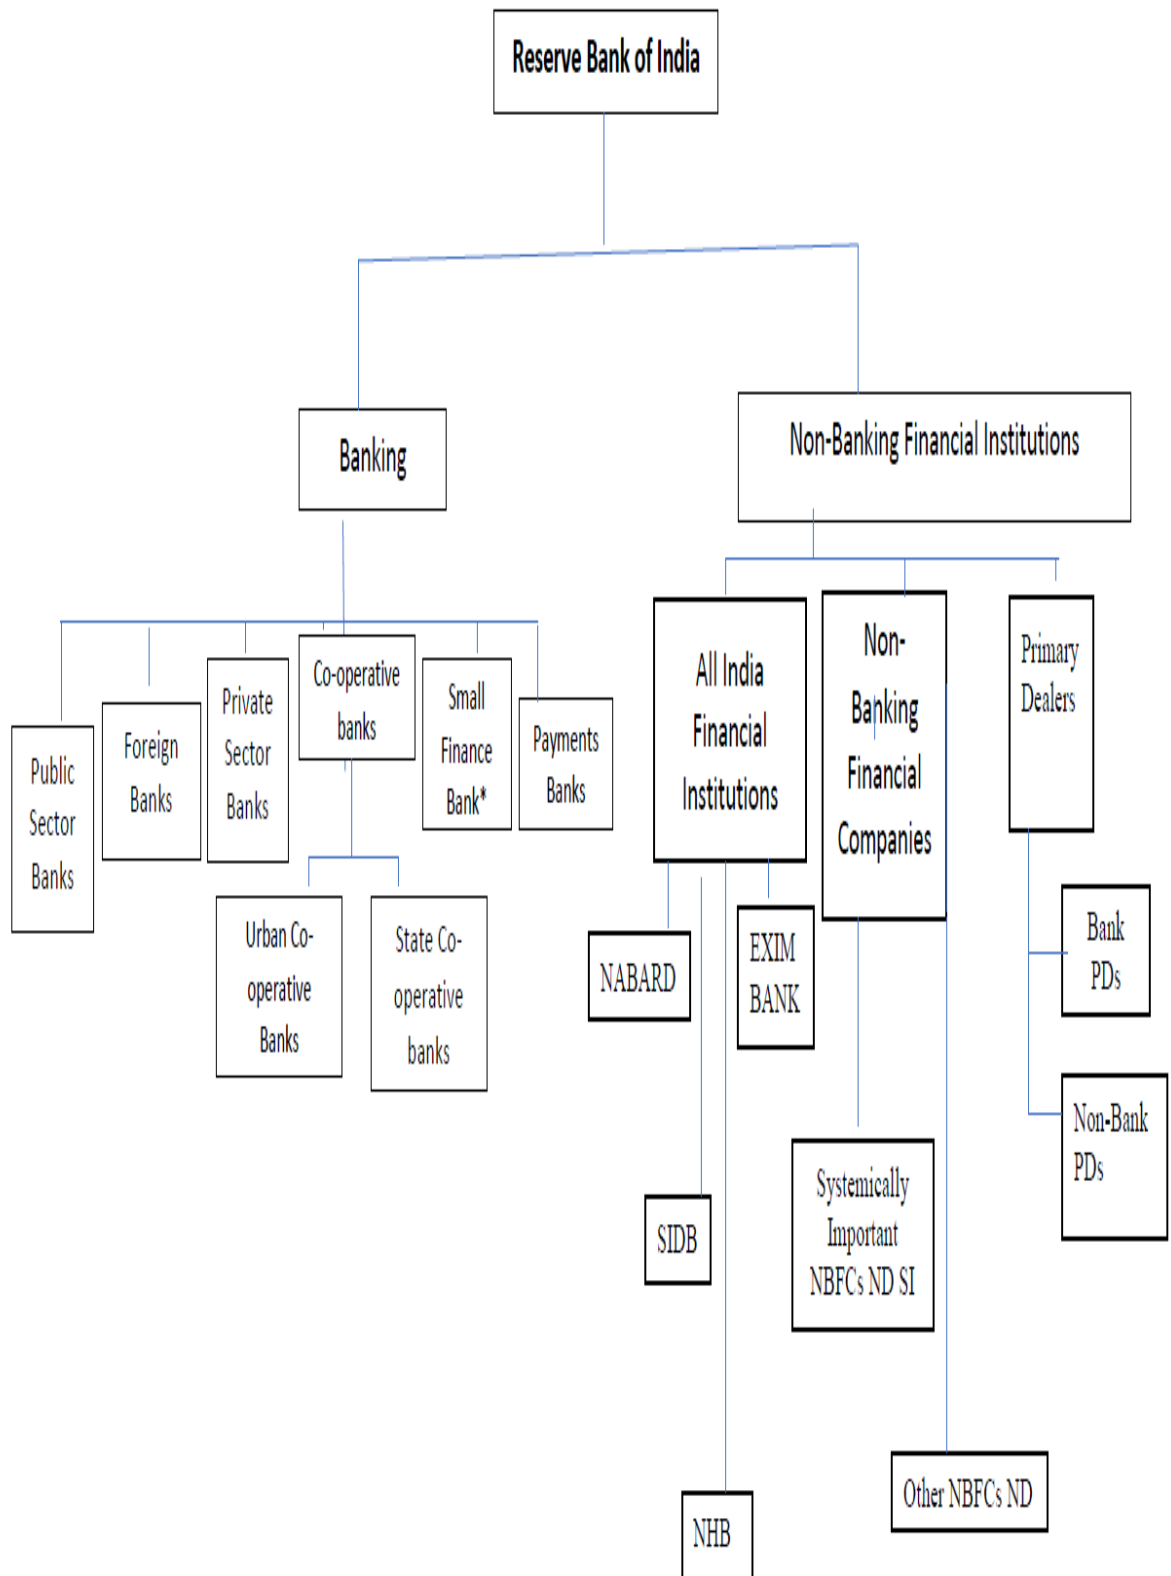 Reserve Bank of India
Banking
Non-Banking Financial Institutions
Public
Sector
Banks
Foreign
Banks
Private
Sector
Banks
Co-operative
banks
Small
Finance
Bank*
Payments
Banks
Urban Co-
operative
Banks
State Co-
operative
banks
All India
Financial
Institutions
Non-
Banking
Financial
Companies
Primary
Dealers
NABARD
EXIM
BANK
SIDB
NHB
Systemically
Important
NBFCs ND SI
Other NBFCs ND
Bank
PDs
Non-Bank
PDs